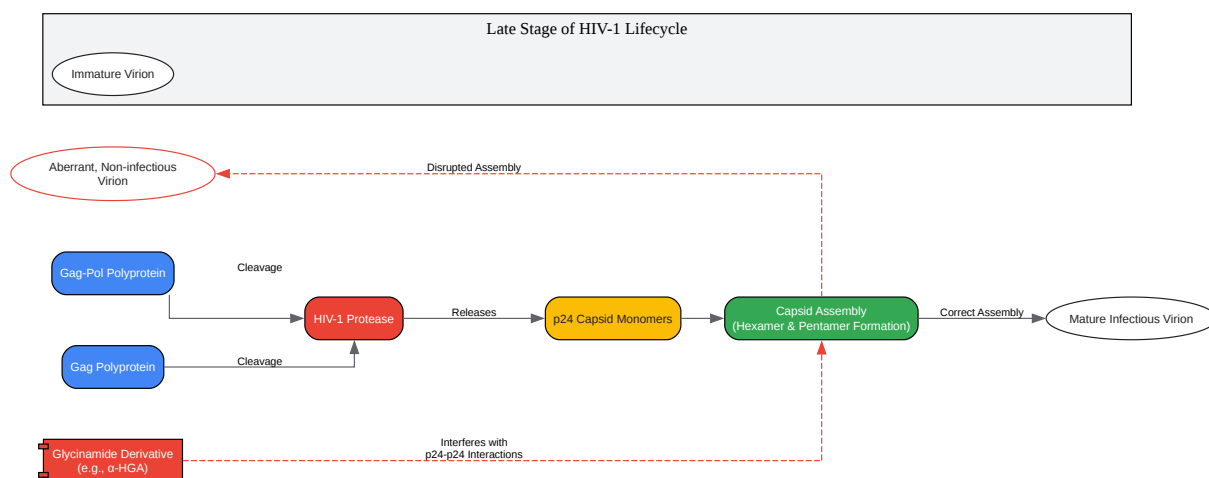 Late Stage of HIV-1 Lifecycle
Immature Virion
Aberrant, Non-infectious
Virion
Disrupted Assembly
Gag-Pol Polyprotein
Cleavage
HIV-1 Protease
Releases
p24 Capsid Monomers
Capsid Assembly
(Hexamer & Pentamer Formation)
Correct Assembly
Mature Infectious Virion
Gag Polyprotein
Cleavage
Glycinamide Derivative
(e.g., α-HGA)
Interferes with
p24-p24 Interactions